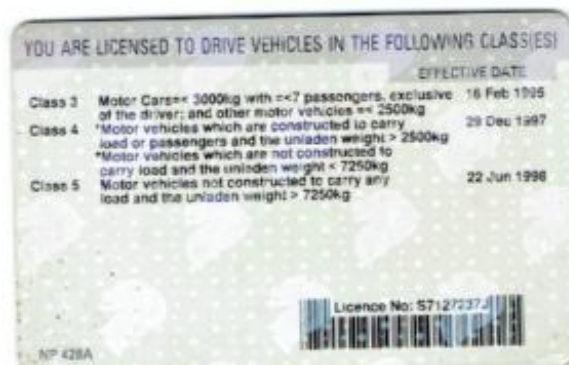 YOU ARE LICENSED TO DRIVE VEHICLES IN THE FOLLOWING CLASS(ES)
EFFECTIVE DATE
Class 3 Motor Cars=< 3000kg with =<7 passengers, exclusive 16 Feb 1995
of the driver; and other motor vehicles =< 2500kg
Class 4 *Motor vehicles which are constructed to carry 29 Dec 1997
load or passengers and the unladen weight > 2500kg
*Motor vehicles which are not constructed to
carry load and the unladen weight < 7250kg
Class 5 Motor vehicles not constructed to carry any 22 Jun 1998
load and the unladen weight > 7250kg
Licence No:
NP 428A